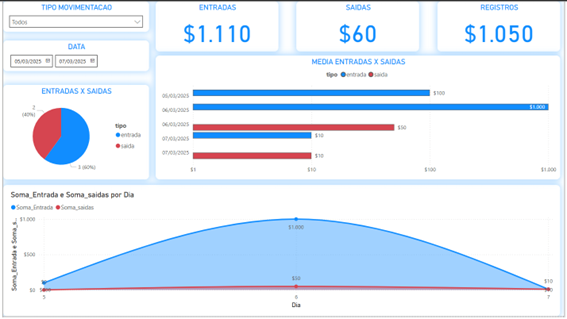 TIPO MOVIMENTACAO
Todos
DATA
05/03/2025
07/03/2025
ENTRADAS
$1.110
SAIDAS
$60
REGISTROS
$1.050
ENTRADAS X SAIDAS
2
(40%)
3 (60%)
tipo
entrada
saida
MEDIA ENTRADAS X SAIDAS
tipo entrada saida
05/03/2025
$100
06/03/2025
$1.000
06/03/2025
$50
07/03/2025
$10
07/03/2025
$10
$1 $10 $100 $1.000
Soma_Entrada e Soma_saidas por Dia
Soma_Entrada Soma_saidas
Soma_Entrada e Soma_s...
$1.000
$500
$0
$1.000
$50
$10
5 6 7
Dia